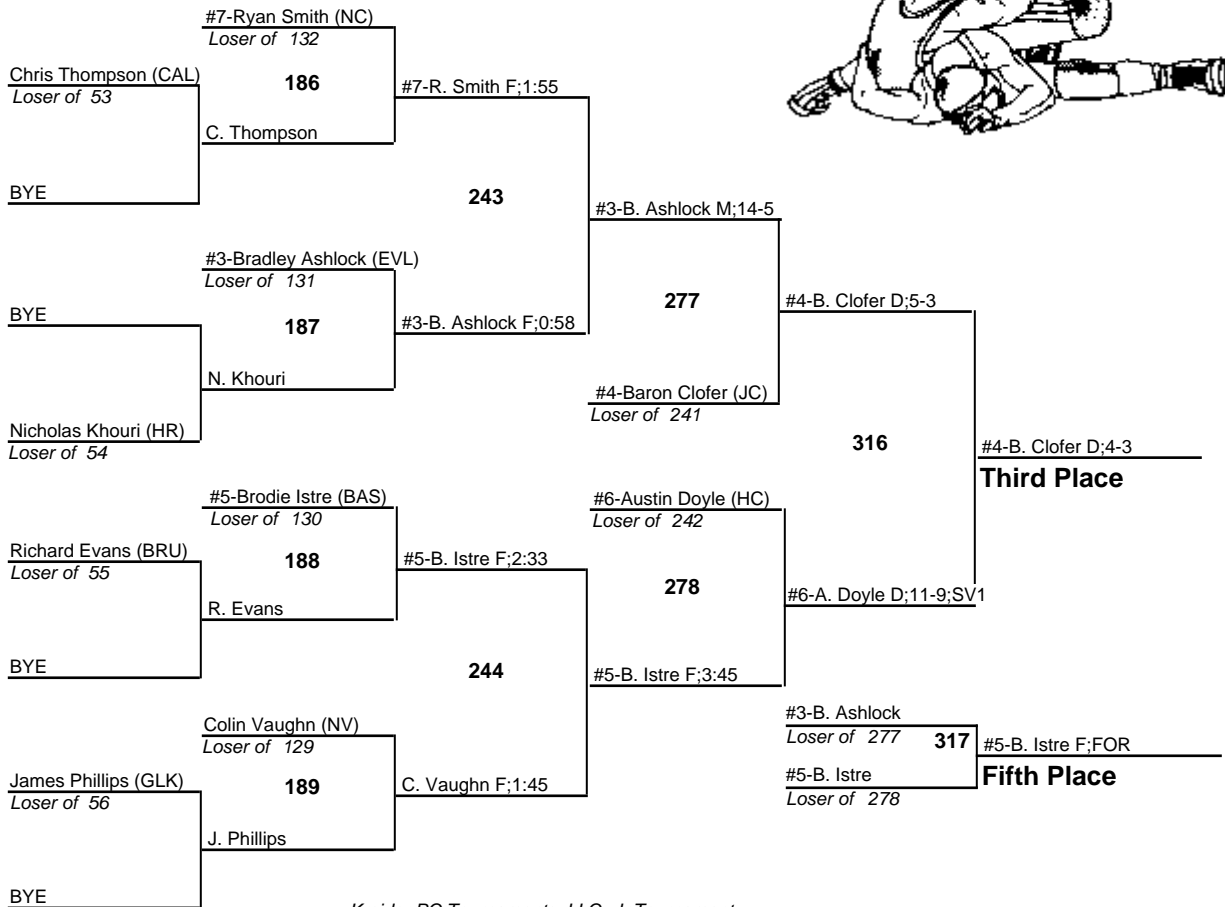 #7-Ryan Smith (NC)
Loser of 132
Chris Thompson (CAL)
Loser of 53
186
#7-R. Smith F;1:55
C. Thompson
BYE
243
#3-B. Ashlock M;14-5
#3-Bradley Ashlock (EVL)
Loser of 131
BYE
187
#3-B. Ashlock F;0:58
277
#4-B. Clofer D;5-3
N. Khouri
#4-Baron Clofer (JC)
Loser of 241
Nicholas Khouri (HR)
Loser of 54
316
#4-B. Clofer D;4-3
Third Place
#5-Brodie Istre (BAS)
Loser of 130
#6-Austin Doyle (HC)
Loser of 242
Richard Evans (BRU)
Loser of 55
188
#5-B. Istre F;2:33
278
#6-A. Doyle D;11-9;SV1
R. Evans
BYE
244
#5-B. Istre F;3:45
Colin Vaughn (NV)
Loser of 129
#3-B. Ashlock
Loser of 277
317
#5-B. Istre F;FOR
Fifth Place
James Phillips (GLK)
Loser of 56
189
C. Vaughn F;1:45
#5-B. Istre
Loser of 278
J. Phillips
BYE